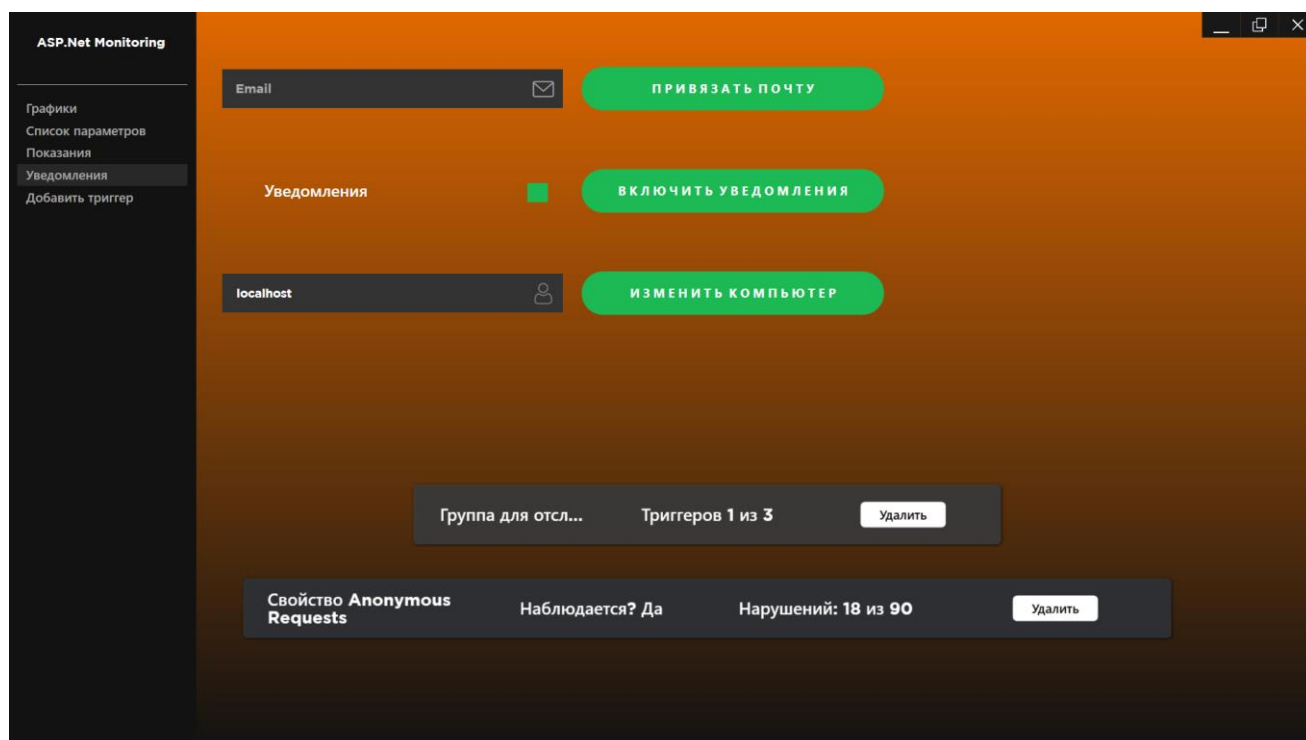 ASP.Net Monitoring
Графики
Список параметров
Показания
Уведомления
Добавить триггер
Email
ПРИВЯЗАТЬ ПОЧТУ
Уведомления
ВКЛЮЧИТЬ УВЕДОМЛЕНИЯ
localhost
ИЗМЕНИТЬ КОМПЬЮТЕР
Группа для отсл... Триггеров 1 из 3 Удалить
Свойство Anonymous
Requests
Наблюдается? Да Нарушений: 18 из 90 Удалить